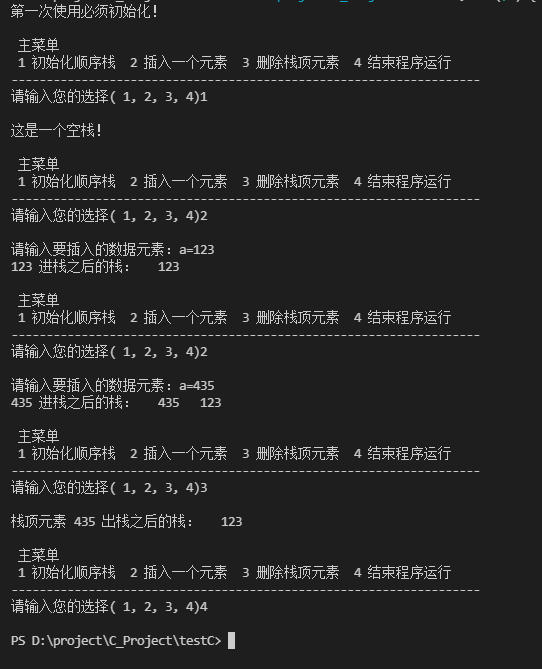 第一次使用必须初始化!
主菜单
1 初始化顺序栈 2 插入一个元素 3 删除栈顶元素 4 结束程序运行
--------------------------------------------------------------------
请输入您的选择( 1, 2, 3, 4)1
这是一个空栈!
主菜单
1 初始化顺序栈 2 插入一个元素 3 删除栈顶元素 4 结束程序运行
--------------------------------------------------------------------
请输入您的选择( 1, 2, 3, 4)2
请输入要插入的数据元素: a=123
123 进栈之后的栈: 123
主菜单
1 初始化顺序栈 2 插入一个元素 3 删除栈顶元素 4 结束程序运行
--------------------------------------------------------------------
请输入您的选择( 1, 2, 3, 4)2
请输入要插入的数据元素: a=435
435 进栈之后的栈: 435 123
主菜单
1 初始化顺序栈 2 插入一个元素 3 删除栈顶元素 4 结束程序运行
--------------------------------------------------------------------
请输入您的选择( 1, 2, 3, 4)3
栈顶元素 435 出栈之后的栈: 123
主菜单
1 初始化顺序栈 2 插入一个元素 3 删除栈顶元素 4 结束程序运行
--------------------------------------------------------------------
请输入您的选择( 1, 2, 3, 4)4
PS D:\project\C_Project\testC>